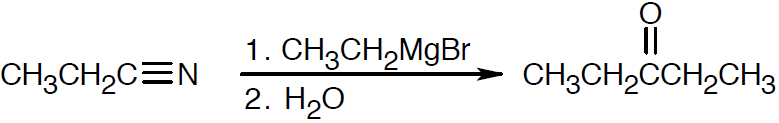 CH₃CH₂C≡N
1. CH₃CH₂MgBr
2. H₂O
O
CH₃CH₂CCH₂CH₃